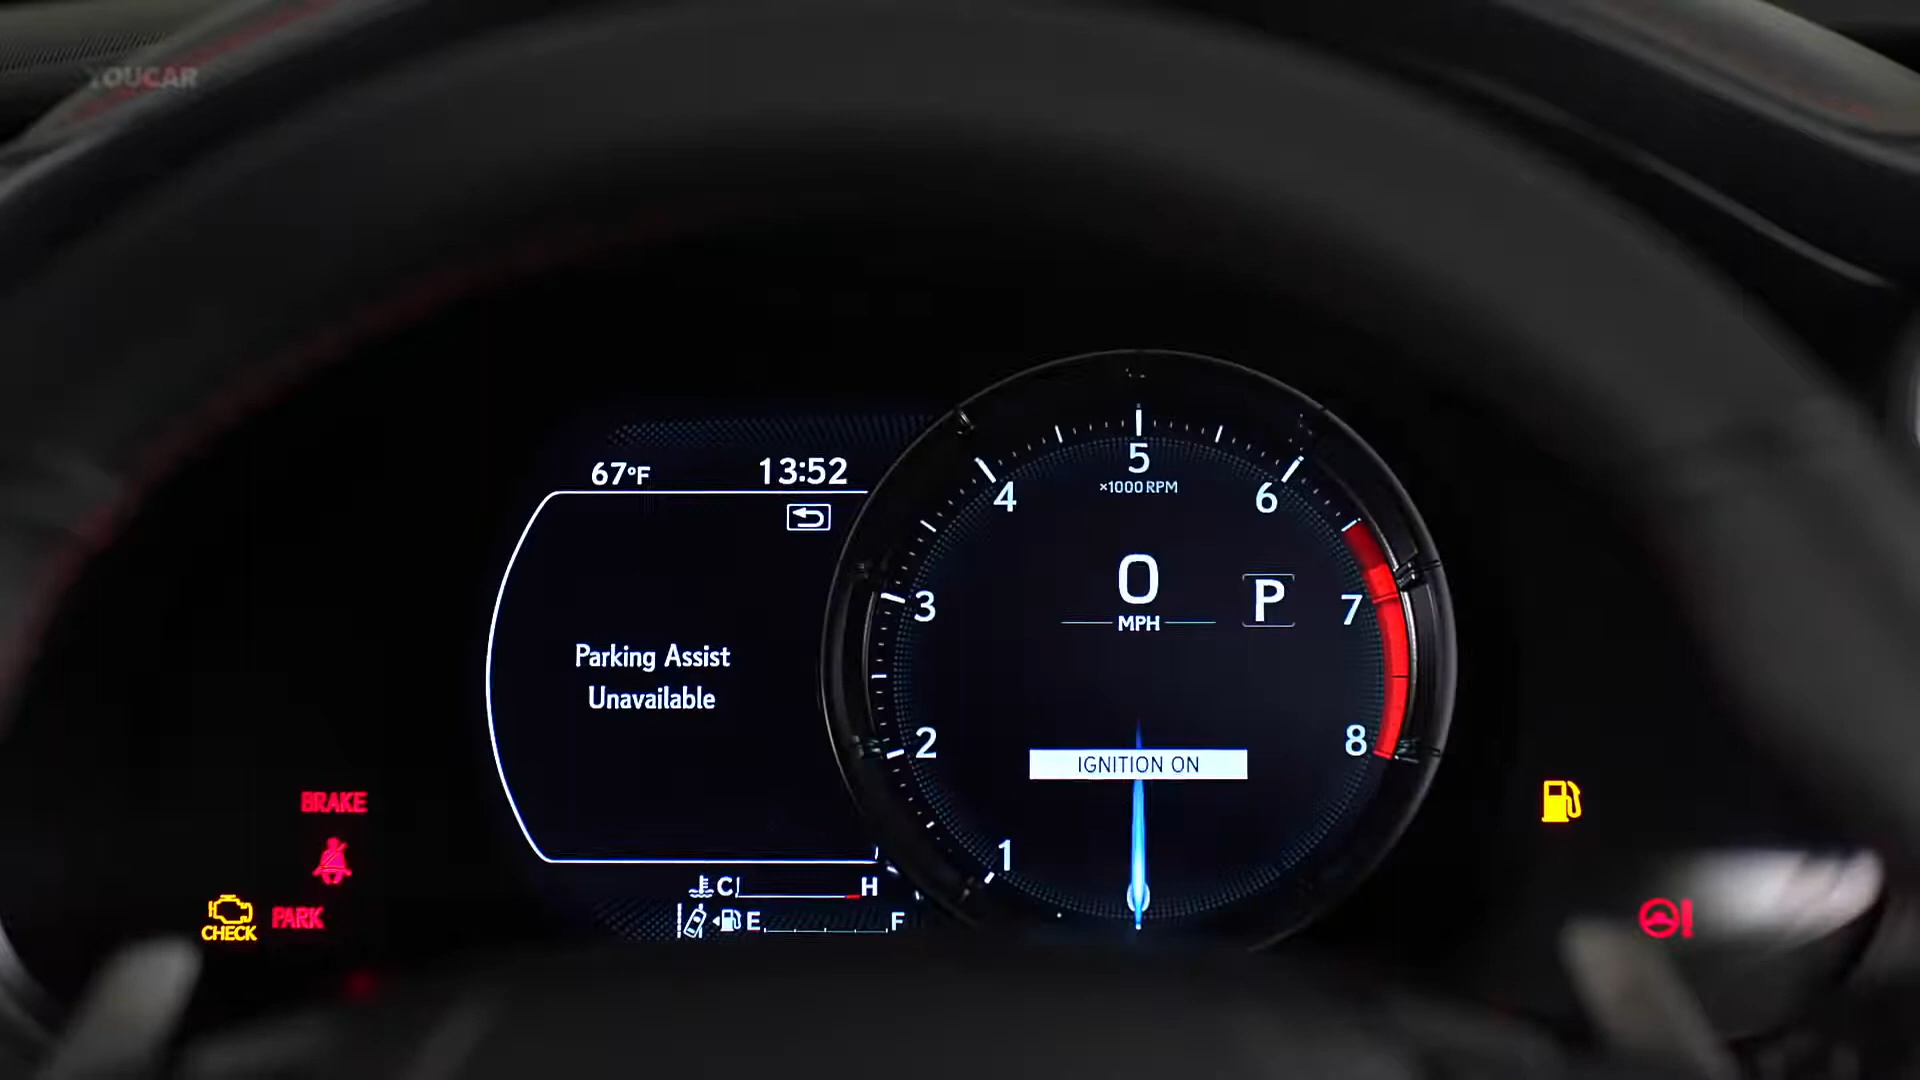 YOUCAR
67°F
13:52
Parking Assist
Unavailable
5
×1000 RPM
4
6
3
7
2
8
1
0
MPH
P
IGNITION ON
BRAKE
PARK
CHECK
C
H
E
F
!